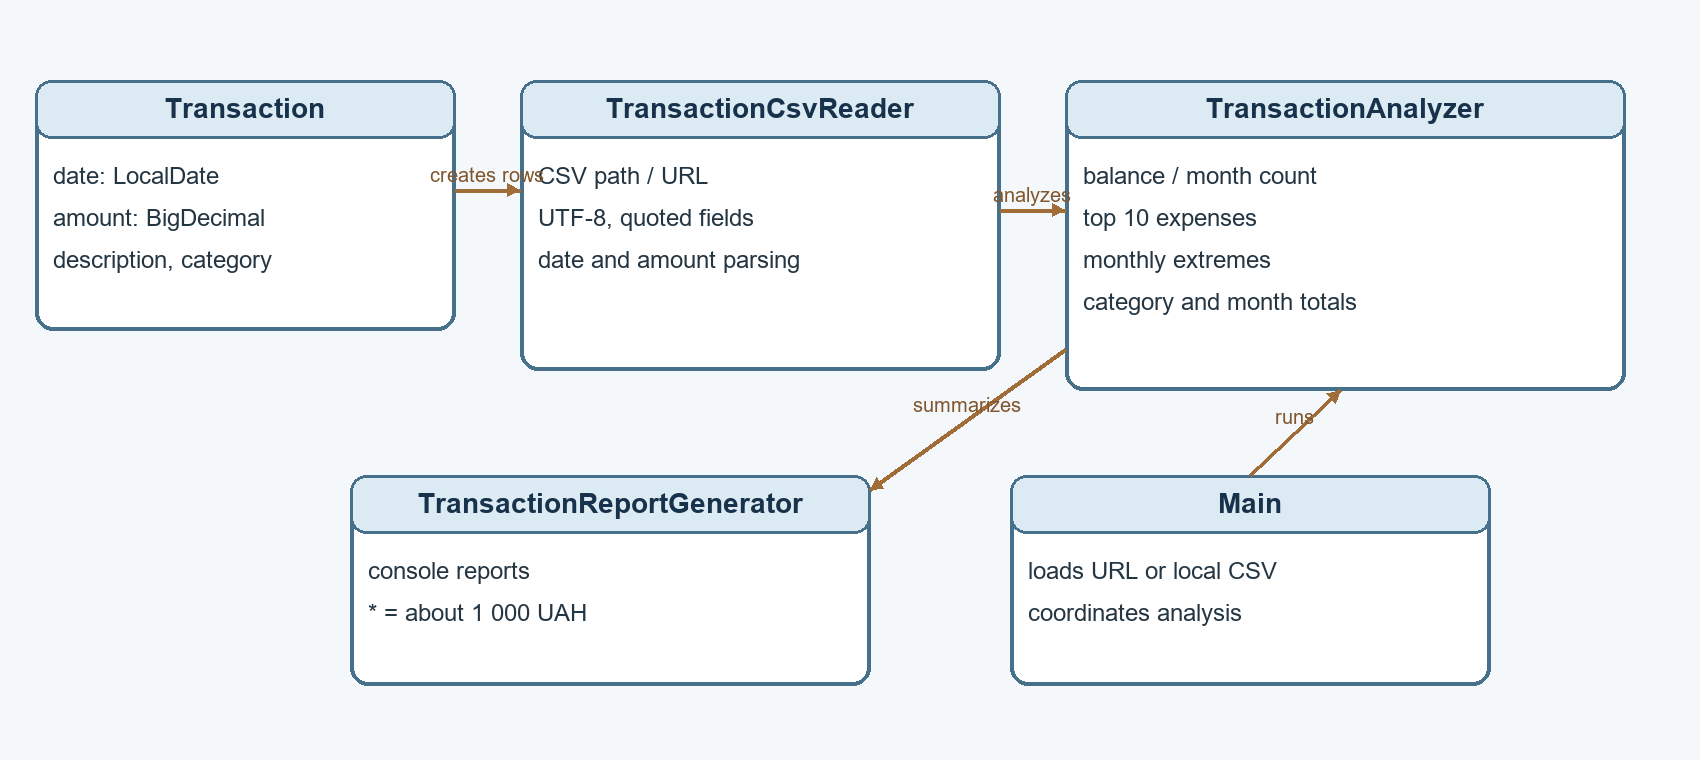 Transaction
date: LocalDate
amount: BigDecimal
description, category
creates rows
TransactionCsvReader
CSV path / URL
UTF-8, quoted fields
date and amount parsing
analyzes
TransactionAnalyzer
balance / month count
top 10 expenses
monthly extremes
category and month totals
summarizes
runs
TransactionReportGenerator
console reports
* = about 1 000 UAH
Main
loads URL or local CSV
coordinates analysis